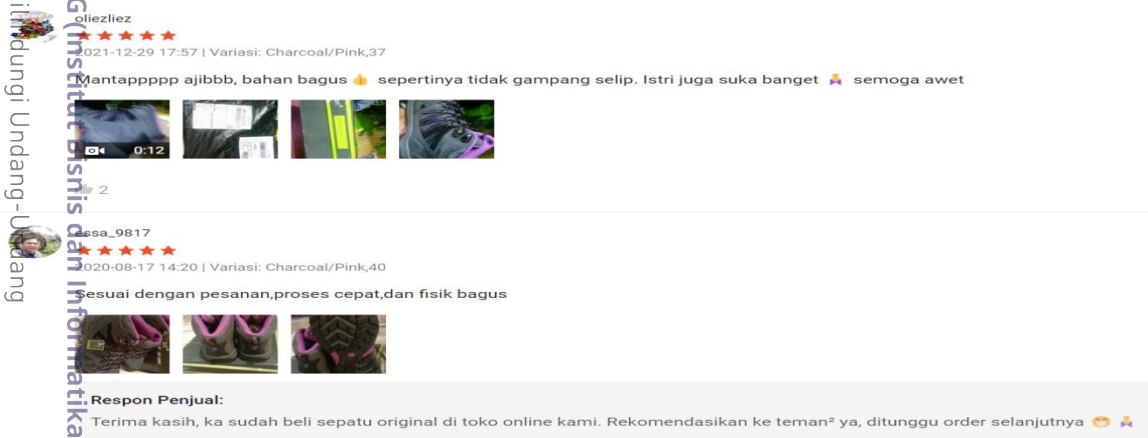 oliezliez
2021-12-29 17:57 | Variasi: Charcoal/Pink,37
Mantapppppp ajibbb, bahan bagus 👍 sepertinya tidak gampang selip. Istri juga suka banget 🙏 semoga awet
0:12
2
essa_9817
2020-08-17 14:20 | Variasi: Charcoal/Pink,40
Sesuai dengan pesanan,proses cepat,dan fisik bagus
Respon Penjual:
Terima kasih, ka sudah beli sepatu original di toko online kami. Rekomendasikan ke teman² ya, ditunggu order selanjutnya 😁 🙏
ilindungi Undang-Undang
G (Institut Bisnis dan Informatika